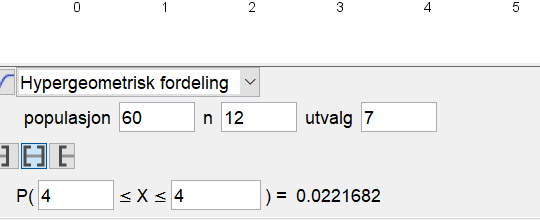 0 1 2 3 4 5
Hypergeometrisk fordeling
populasjon 60 n 12 utvalg 7
P( 4 ≤ X ≤ 4 ) = 0.0221682